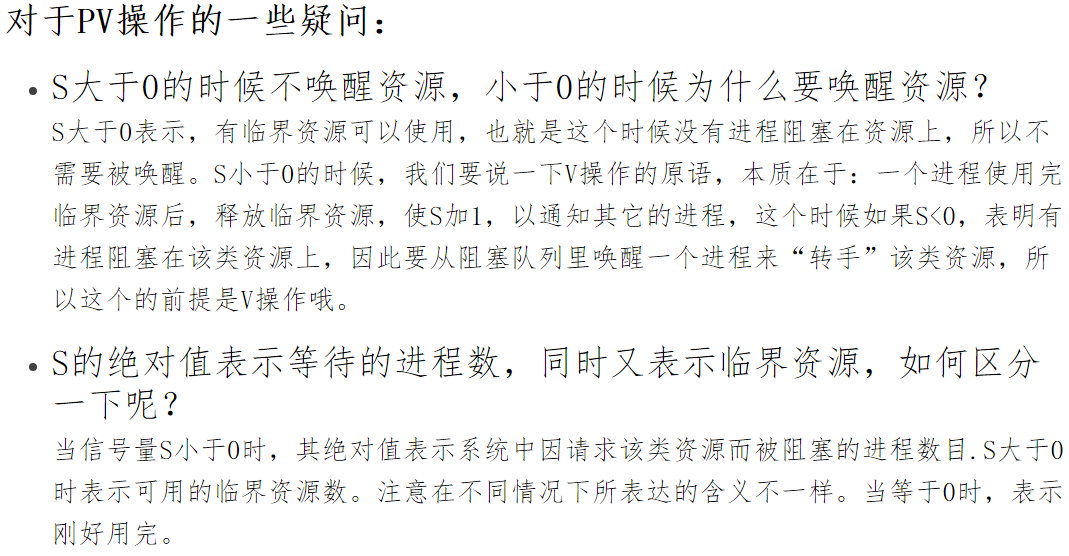 对于PV操作的一些疑问：
• S大于0的时候不唤醒资源，小于0的时候为什么要唤醒资源？
S大于0表示，有临界资源可以使用，也就是这个时候没有进程阻塞在资源上，所以不
需要被唤醒。S小于0的时候，我们要说一下V操作的原语，本质在于：一个进程使用完
临界资源后，释放临界资源，使S加1，以通知其它的进程，这个时候如果S<0，表明有
进程阻塞在该类资源上，因此要从阻塞队列里唤醒一个进程来“转手”该类资源，所
以这个的前提是V操作哦。
• S的绝对值表示等待的进程数，同时又表示临界资源，如何区分
一下呢？
当信号量S小于0时，其绝对值表示系统中因请求该类资源而被阻塞的进程数目.S大于0
时表示可用的临界资源数。注意在不同情况下所表达的含义不一样。当等于0时，表示
刚好用完。